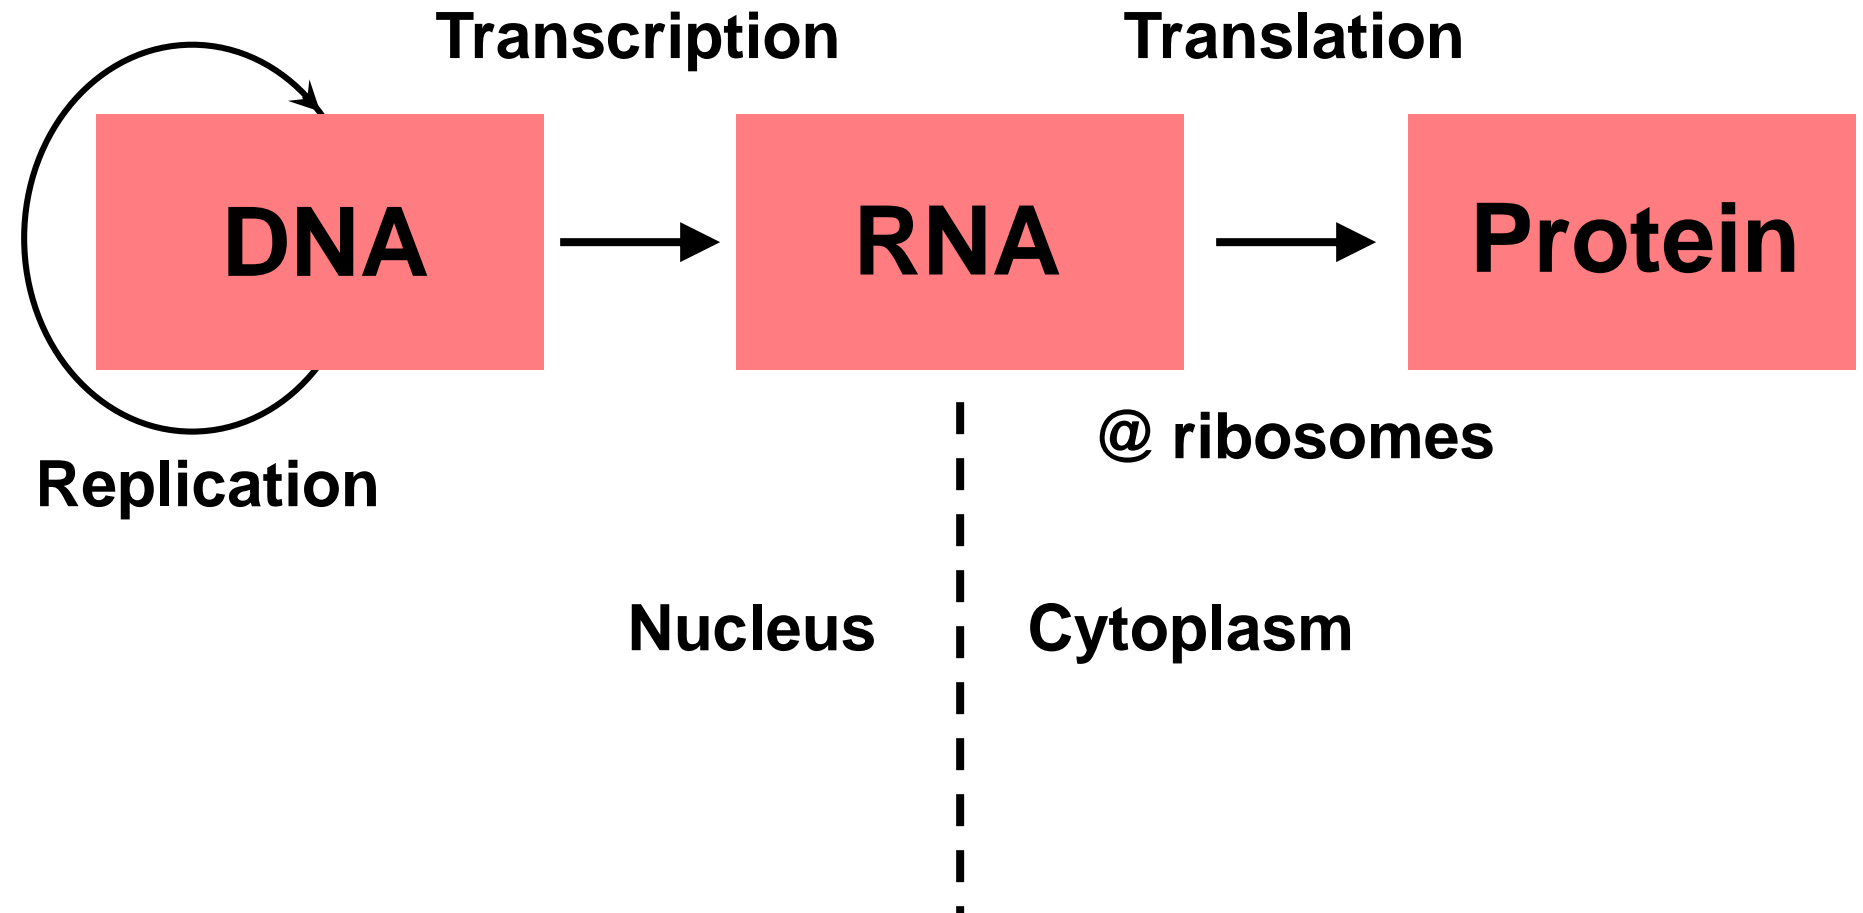 Transcription
Translation
DNA
RNA
Protein
@ ribosomes
Replication
Nucleus
Cytoplasm